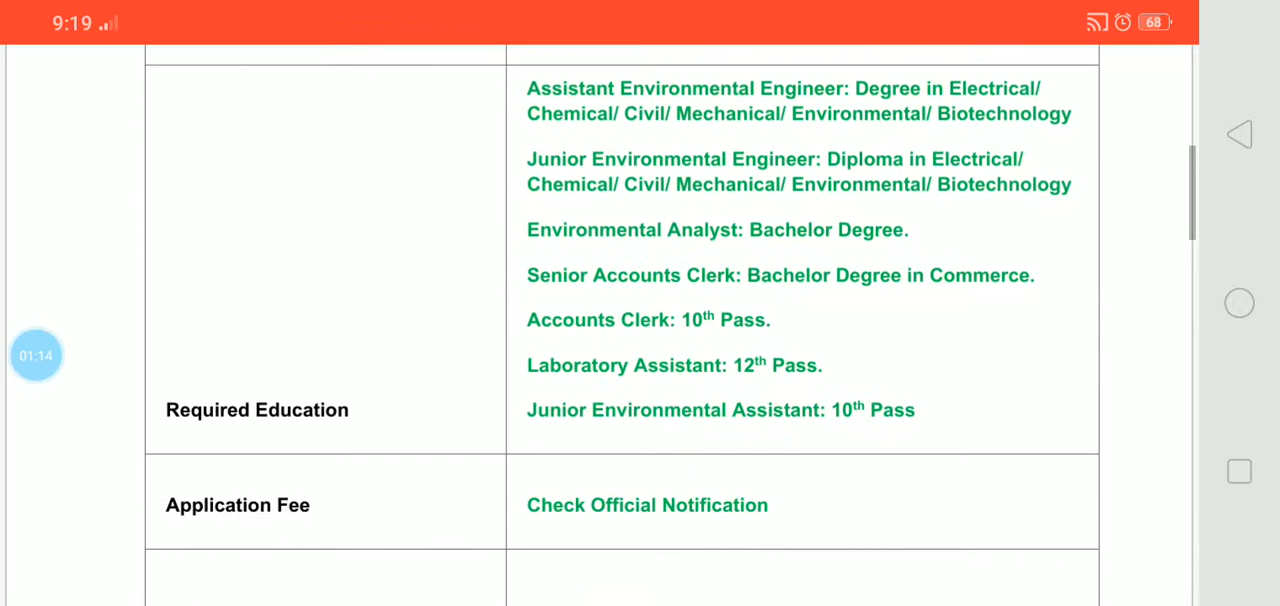 9:19
68
Assistant Environmental Engineer: Degree in Electrical/
Chemical/ Civil/ Mechanical/ Environmental/ Biotechnology
Junior Environmental Engineer: Diploma in Electrical/
Chemical/ Civil/ Mechanical/ Environmental/ Biotechnology
Environmental Analyst: Bachelor Degree.
Senior Accounts Clerk: Bachelor Degree in Commerce.
Accounts Clerk: 10th Pass.
01:14
Laboratory Assistant: 12th Pass.
Required Education
Junior Environmental Assistant: 10th Pass
Application Fee
Check Official Notification